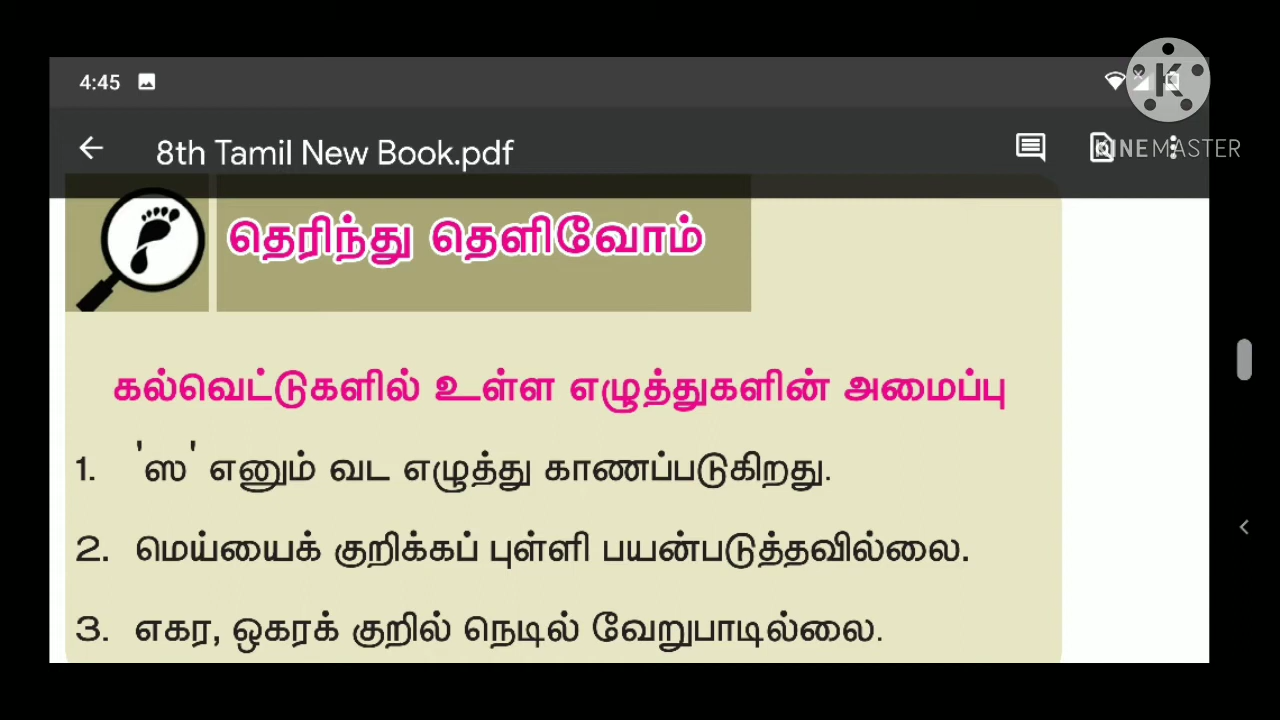 4:45
8th Tamil New Book.pdf
KINEMASTER
தெரிந்து தெளிவோம்
கல்வெட்டுகளில் உள்ள எழுத்துகளின் அமைப்பு
1. 'ஸ' எனும் வட எழுத்து காணப்படுகிறது.
2. மெய்யைக் குறிக்கப் புள்ளி பயன்படுத்தவில்லை.
3. எகர, ஒகரக் குறில் நெடில் வேறுபாடில்லை.